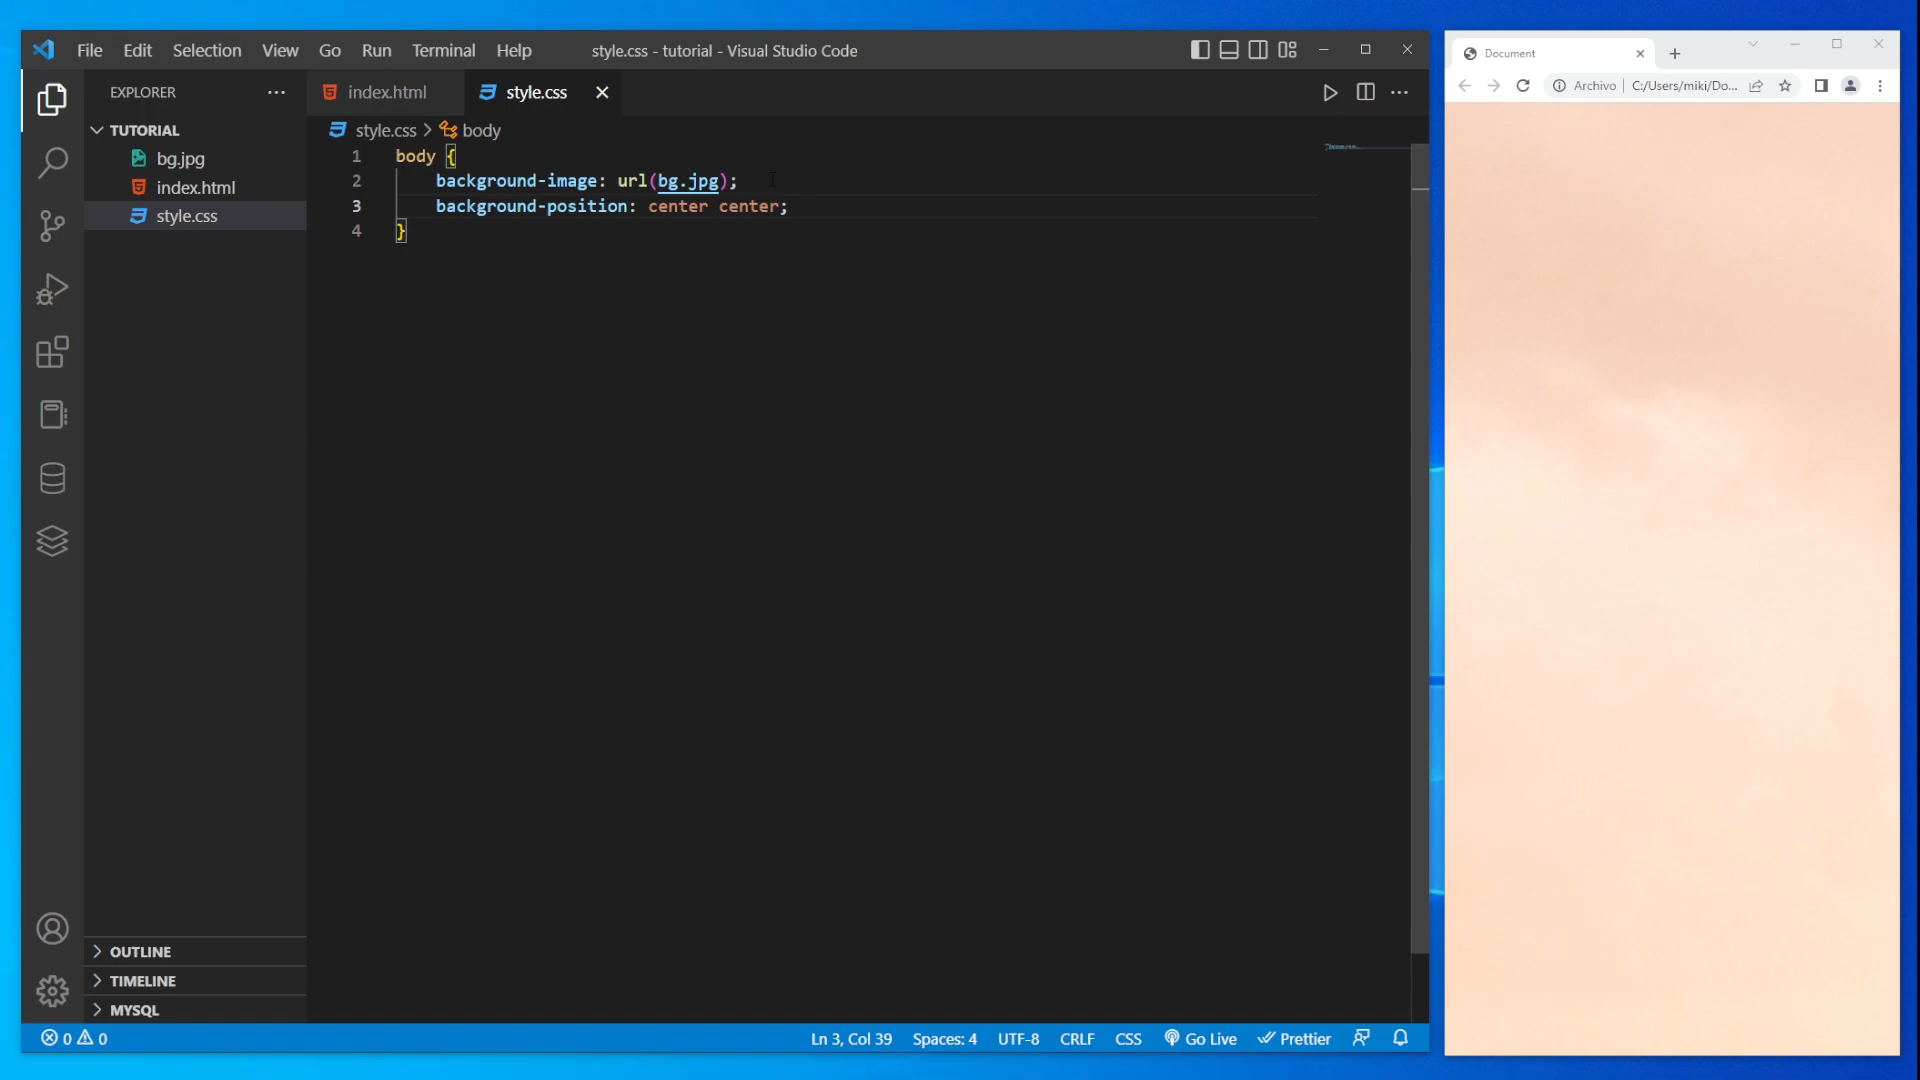 File Edit Selection View Go Run Terminal Help style.css - tutorial - Visual Studio Code
EXPLORER
index.html style.css
TUTORIAL
bg.jpg
index.html
style.css
style.css > body
1 body {
2 background-image: url(bg.jpg);
3 background-position: center center;
4 }
OUTLINE
TIMELINE
MYSQL
0 0 Ln 3, Col 39 Spaces: 4 UTF-8 CRLF CSS Go Live Prettier
Document
Archivo C:/Users/miki/Do...